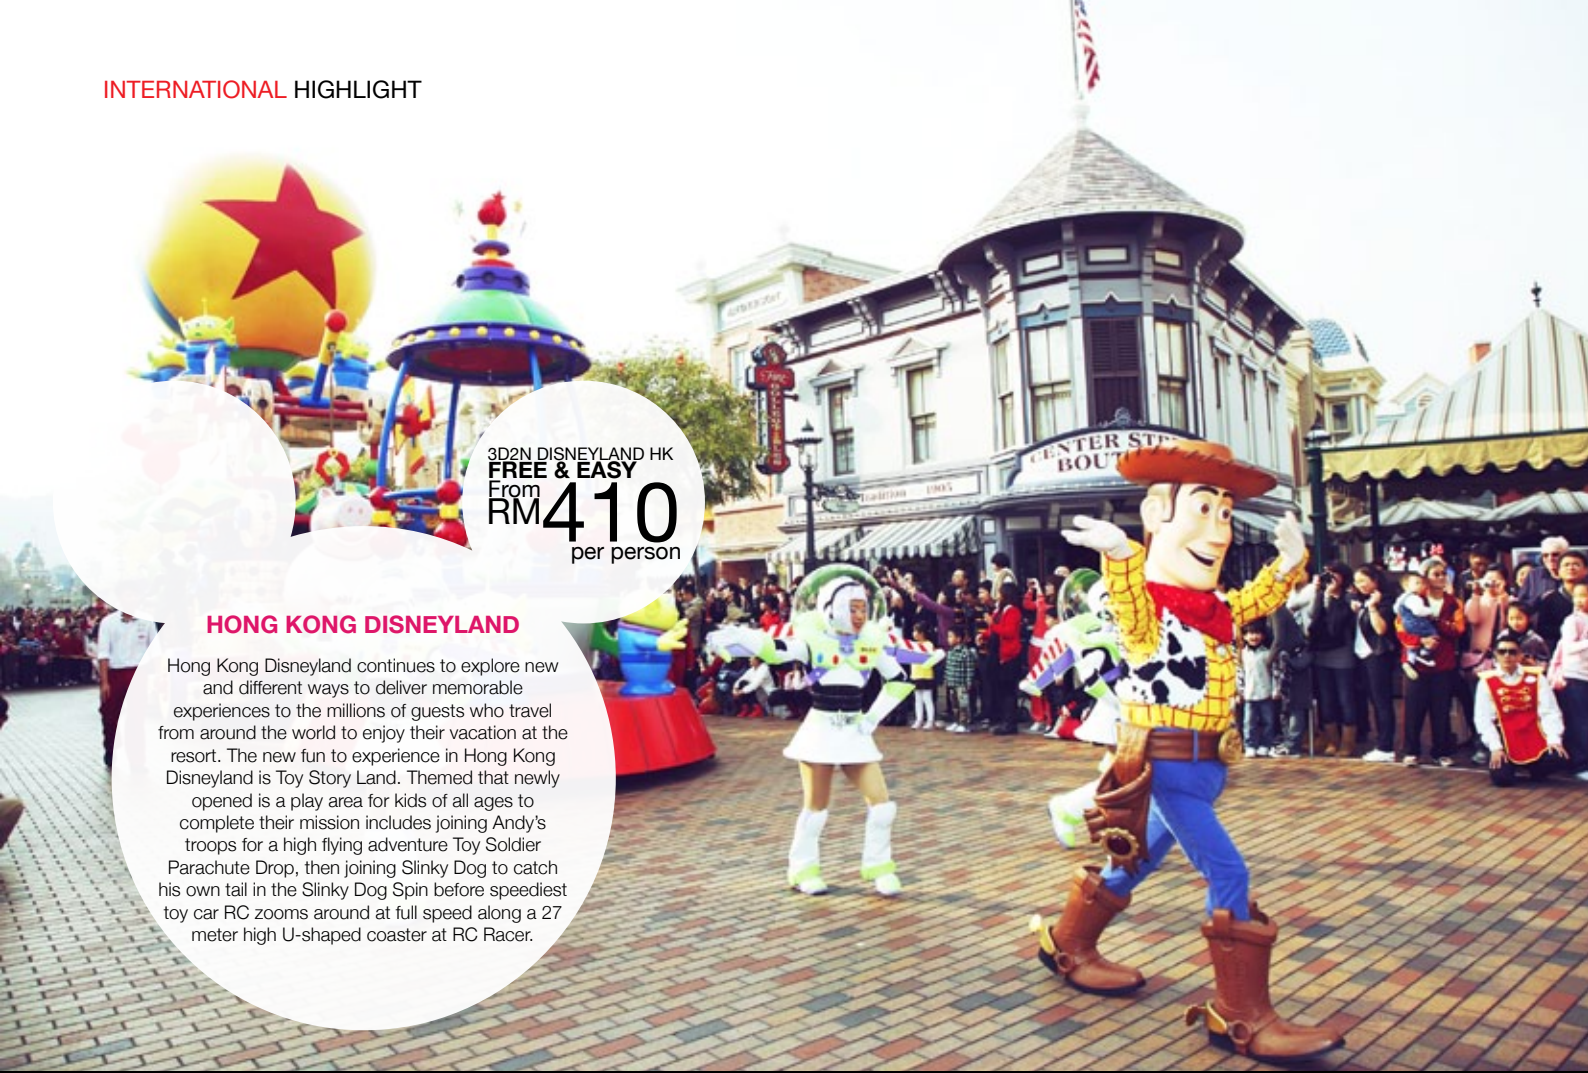 INTERNATIONAL HIGHLIGHT
3D2N DISNEYLAND HK
FREE & EASY
From
RM410
per person
HONG KONG DISNEYLAND
Hong Kong Disneyland continues to explore new
and different ways to deliver memorable
experiences to the millions of guests who travel
from around the world to enjoy their vacation at the
resort. The new fun to experience in Hong Kong
Disneyland is Toy Story Land. Themed that newly
opened is a play area for kids of all ages to
complete their mission includes joining Andy's
troops for a high flying adventure Toy Soldier
Parachute Drop, then joining Slinky Dog to catch
his own tail in the Slinky Dog Spin before speediest
toy car RC zooms around at full speed along a 27
meter high U-shaped coaster at RC Racer.
Fine
COLLECTIBLES
CENTER
BOUT
Tradition 1905